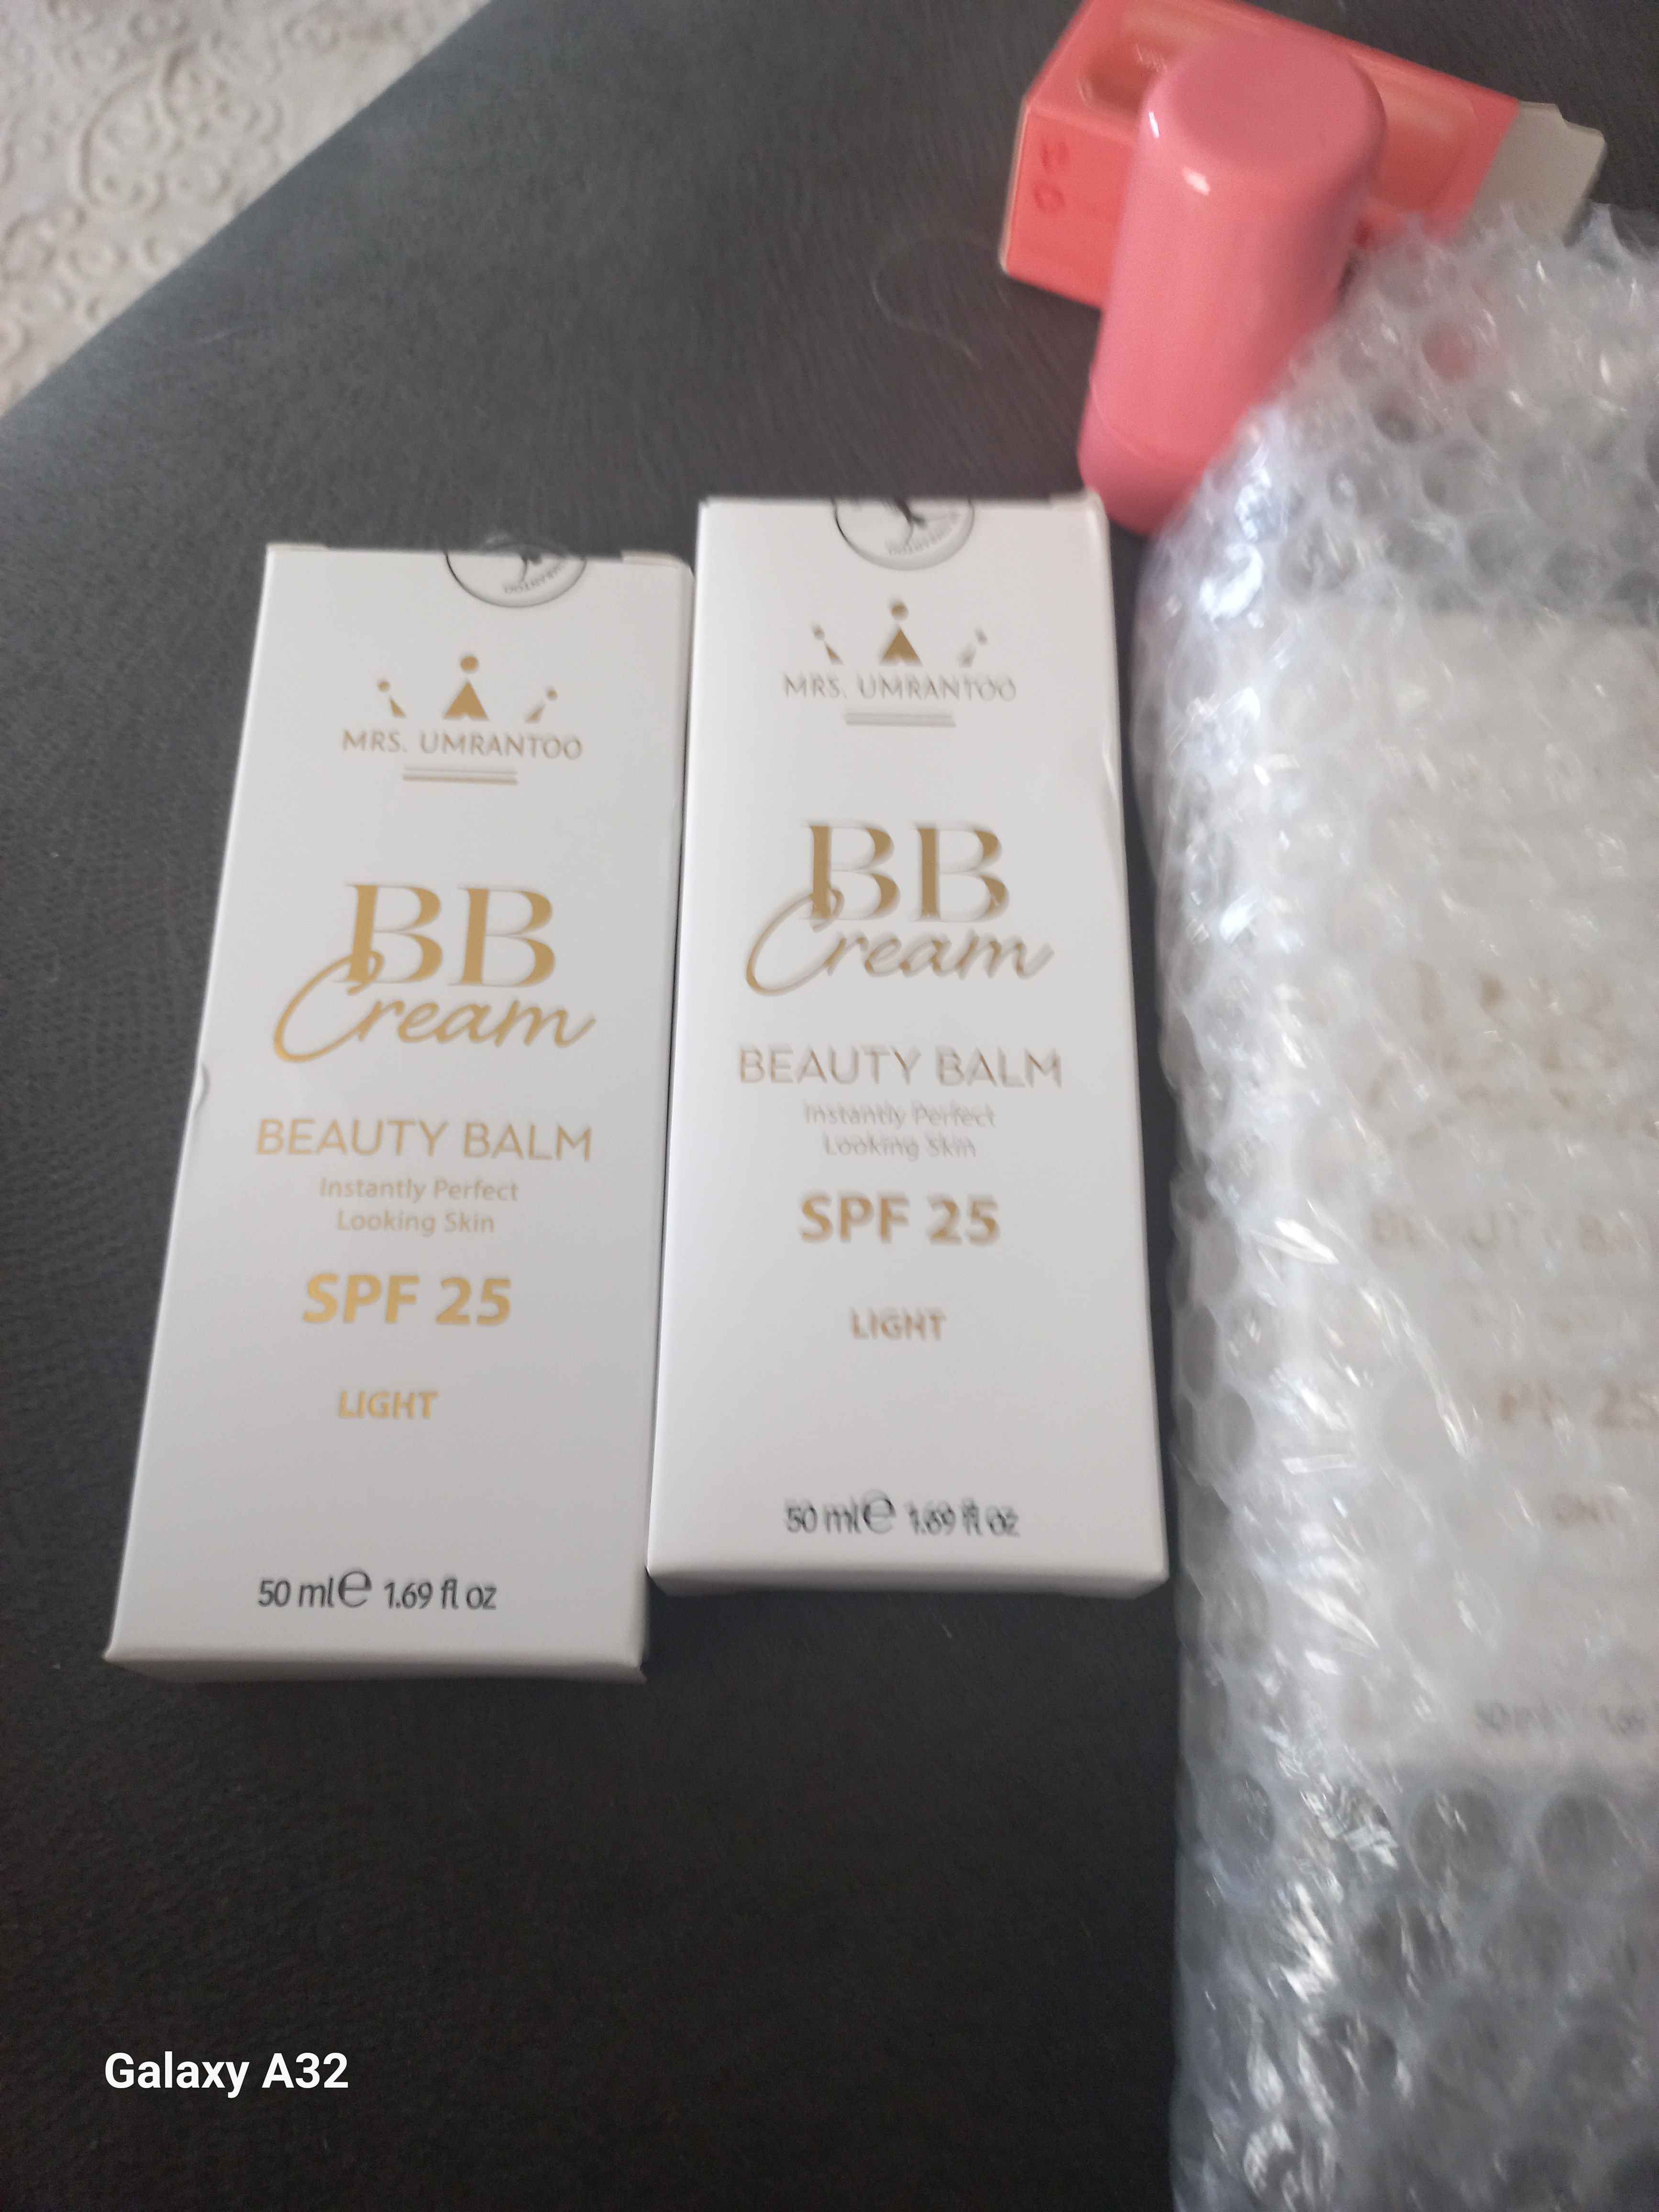 MRS. UMRANTOO
BB
Cream
BEAUTY BALM
Instantly Perfect
Looking Skin
SPF 25
LIGHT
50 ml e 1.69 fl oz
UMRANTOO
MRS. UMRANTOO
BB
Cream
BEAUTY BALM
Instantly Perfect
Looking Skin
SPF 25
LIGHT
50 ml e 1.69 fl oz
25
Galaxy A32